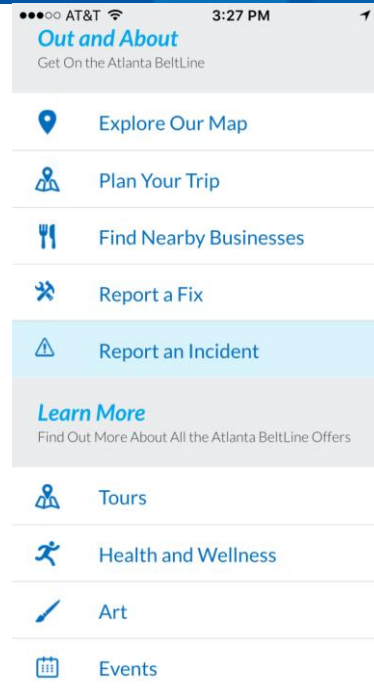 AT&T 3:27 PM
Out and About
Get On the Atlanta BeltLine
Explore Our Map
Plan Your Trip
Find Nearby Businesses
Report a Fix
Report an Incident
Learn More
Find Out More About All the Atlanta BeltLine Offers
Tours
Health and Wellness
Art
Events